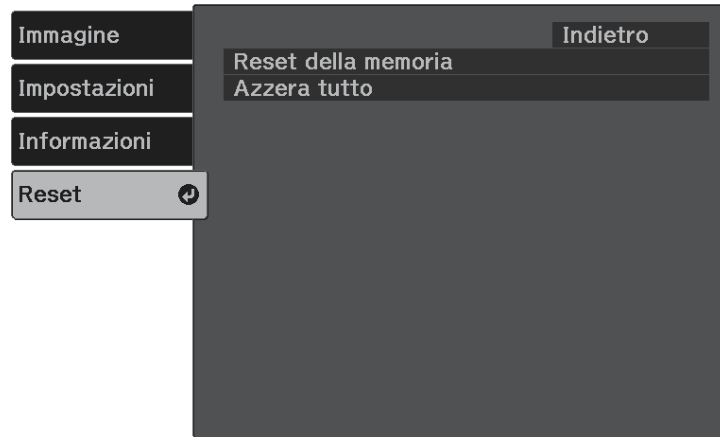 Immagine
Impostazioni
Informazioni
Reset
Indietro
Reset della memoria
Azzera tutto